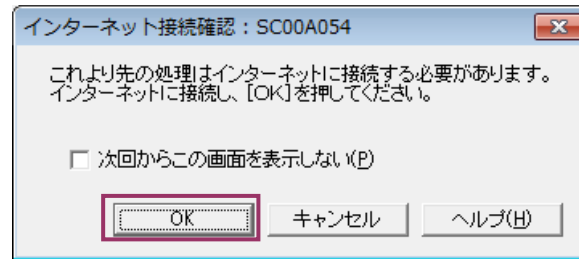 インターネット接続確認：SC00A054
これより先の処理はインターネットに接続する必要があります。
インターネットに接続し、[OK]を押してください。
次回からこの画面を表示しない(P)
OK キャンセル ヘルプ(H)